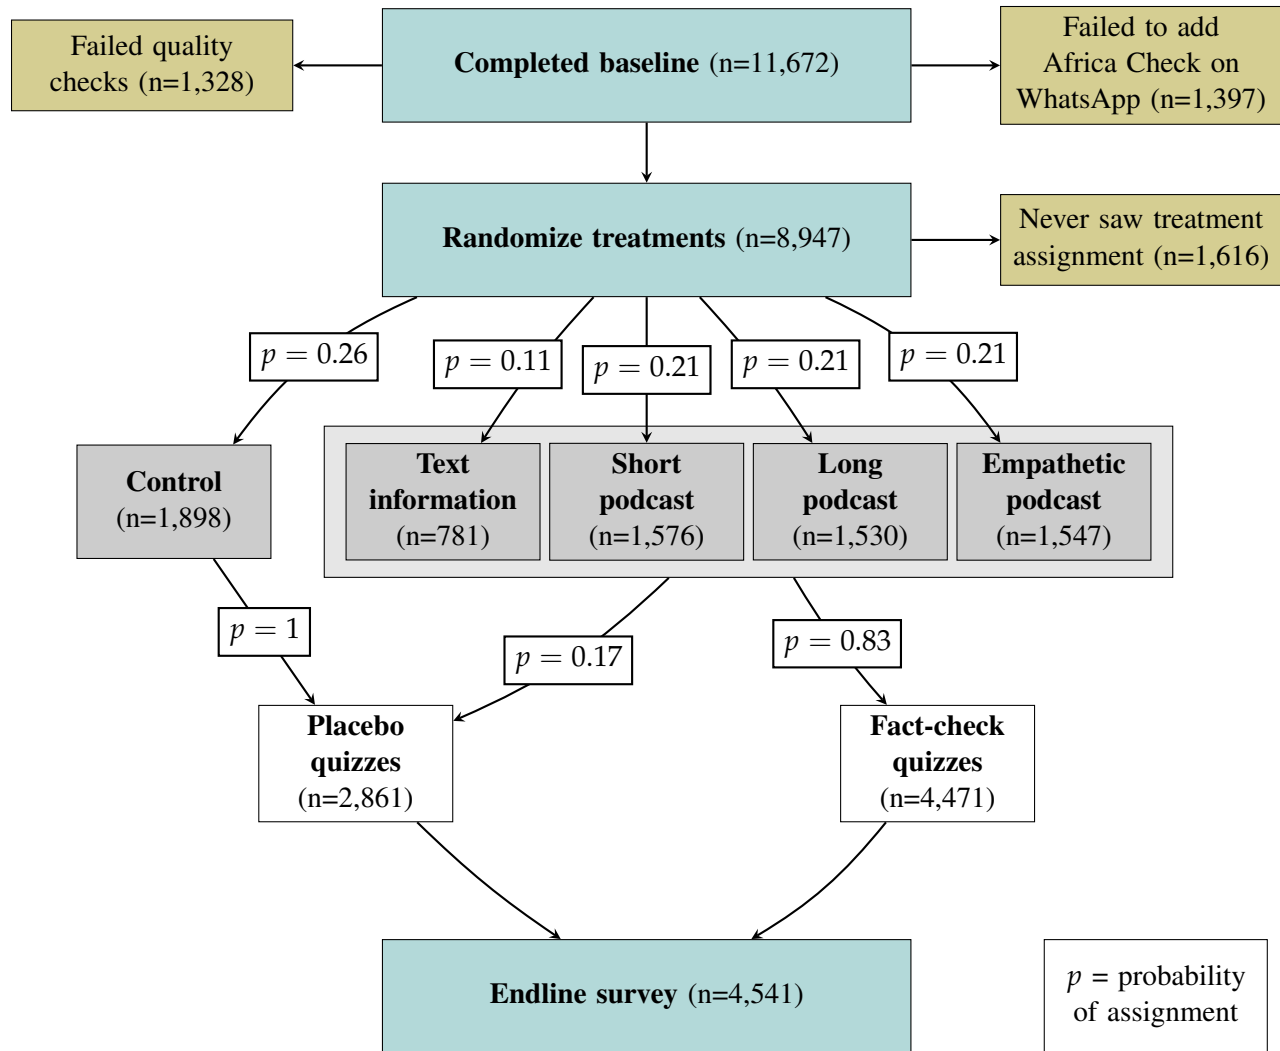 Failed quality
checks (n=1,328)
Completed baseline (n=11,672)
Failed to add
Africa Check on
WhatsApp (n=1,397)
Randomize treatments (n=8,947)
Never saw treatment
assignment (n=1,616)
p = 0.26
p = 0.11
p = 0.21
p = 0.21
p = 0.21
Control
(n=1,898)
Text
information
(n=781)
Short
podcast
(n=1,576)
Long
podcast
(n=1,530)
Empathetic
podcast
(n=1,547)
p = 1
p = 0.17
p = 0.83
Placebo
quizzes
(n=2,861)
Fact-check
quizzes
(n=4,471)
Endline survey (n=4,541)
p = probability
of assignment